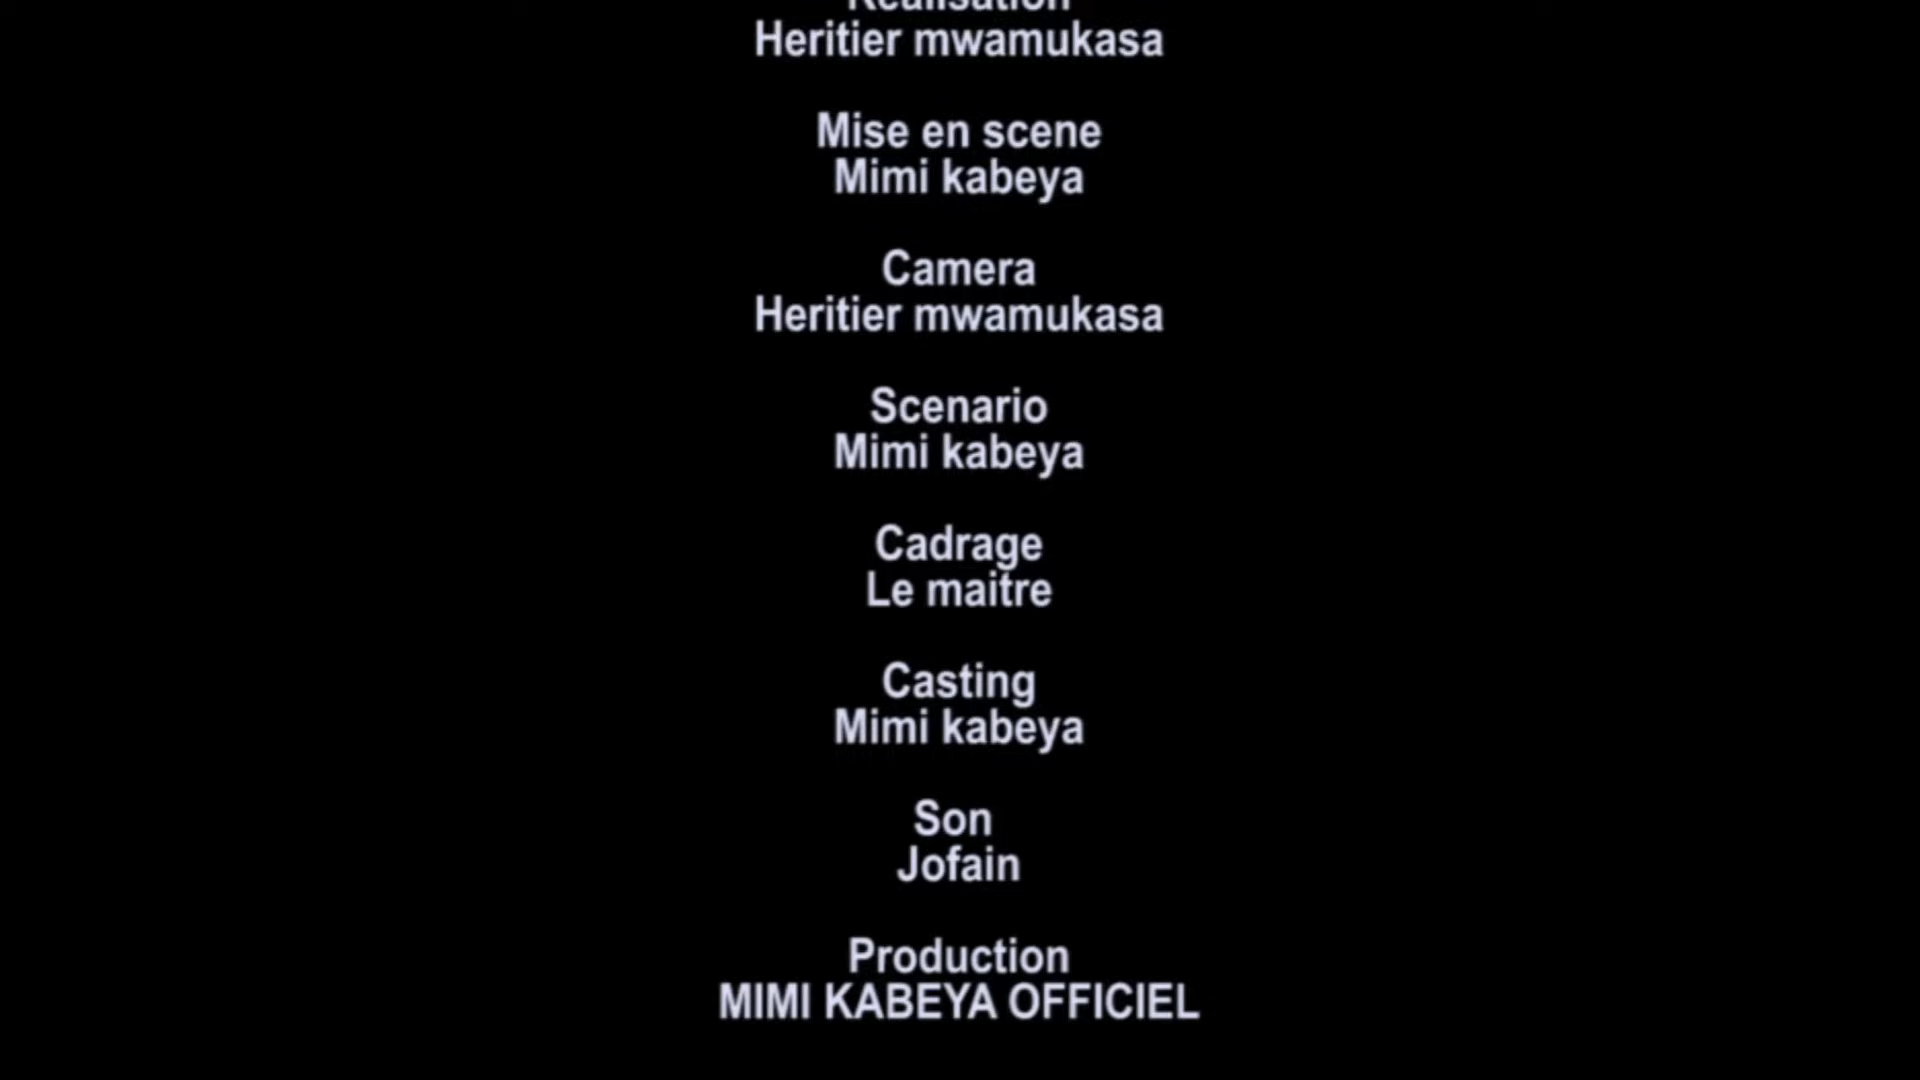 Realisation
Heritier mwamukasa
Mise en scene
Mimi kabeya
Camera
Heritier mwamukasa
Scenario
Mimi kabeya
Cadrage
Le maitre
Casting
Mimi kabeya
Son
Jofain
Production
MIMI KABEYA OFFICIEL